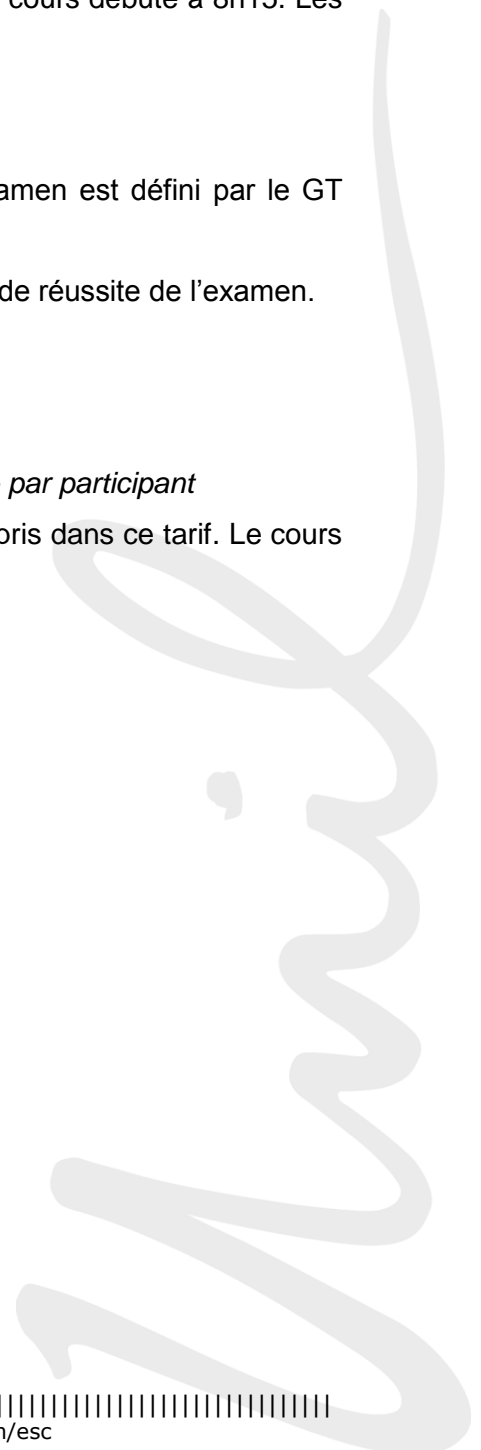 cours débute à 8h15. Les
amen est défini par le GT
de réussite de l'examen.
par participant
pris dans ce tarif. Le cours
Unil
||||||||||||||||||||||||||||||
/esc